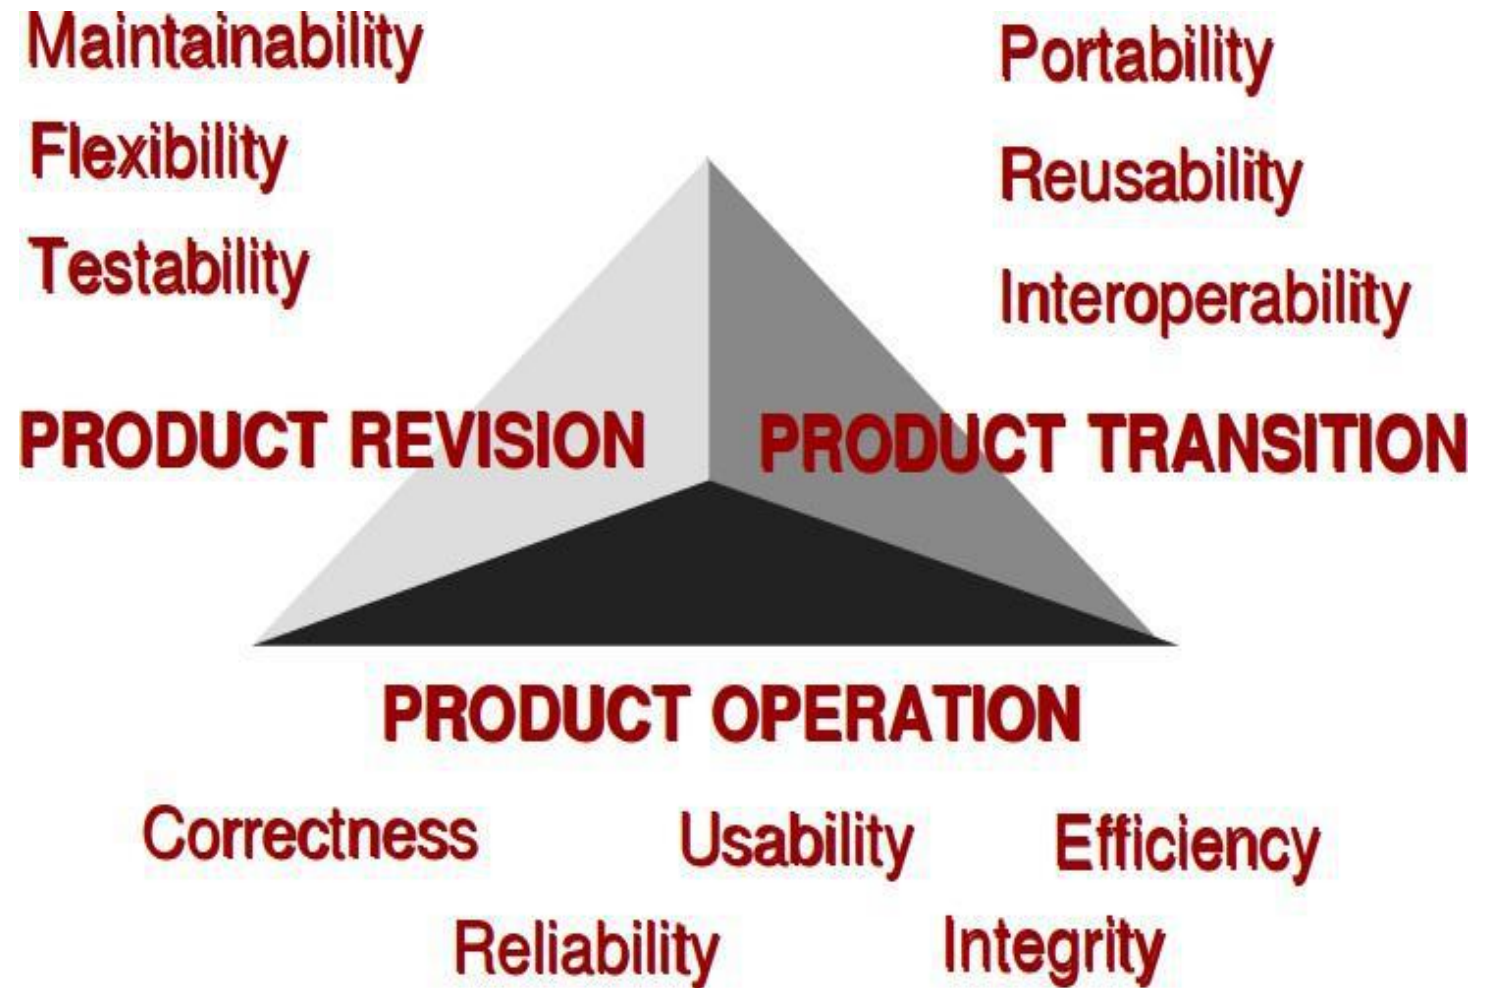 Maintainability
Flexibility
Testability
Portability
Reusability
Interoperability
PRODUCT REVISION
PRODUCT TRANSITION
PRODUCT OPERATION
Correctness
Usability
Efficiency
Reliability
Integrity